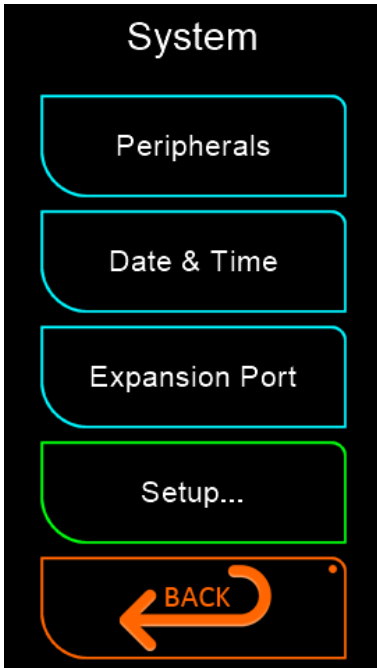 System
Peripherals
Date & Time
Expansion Port
Setup...
BACK